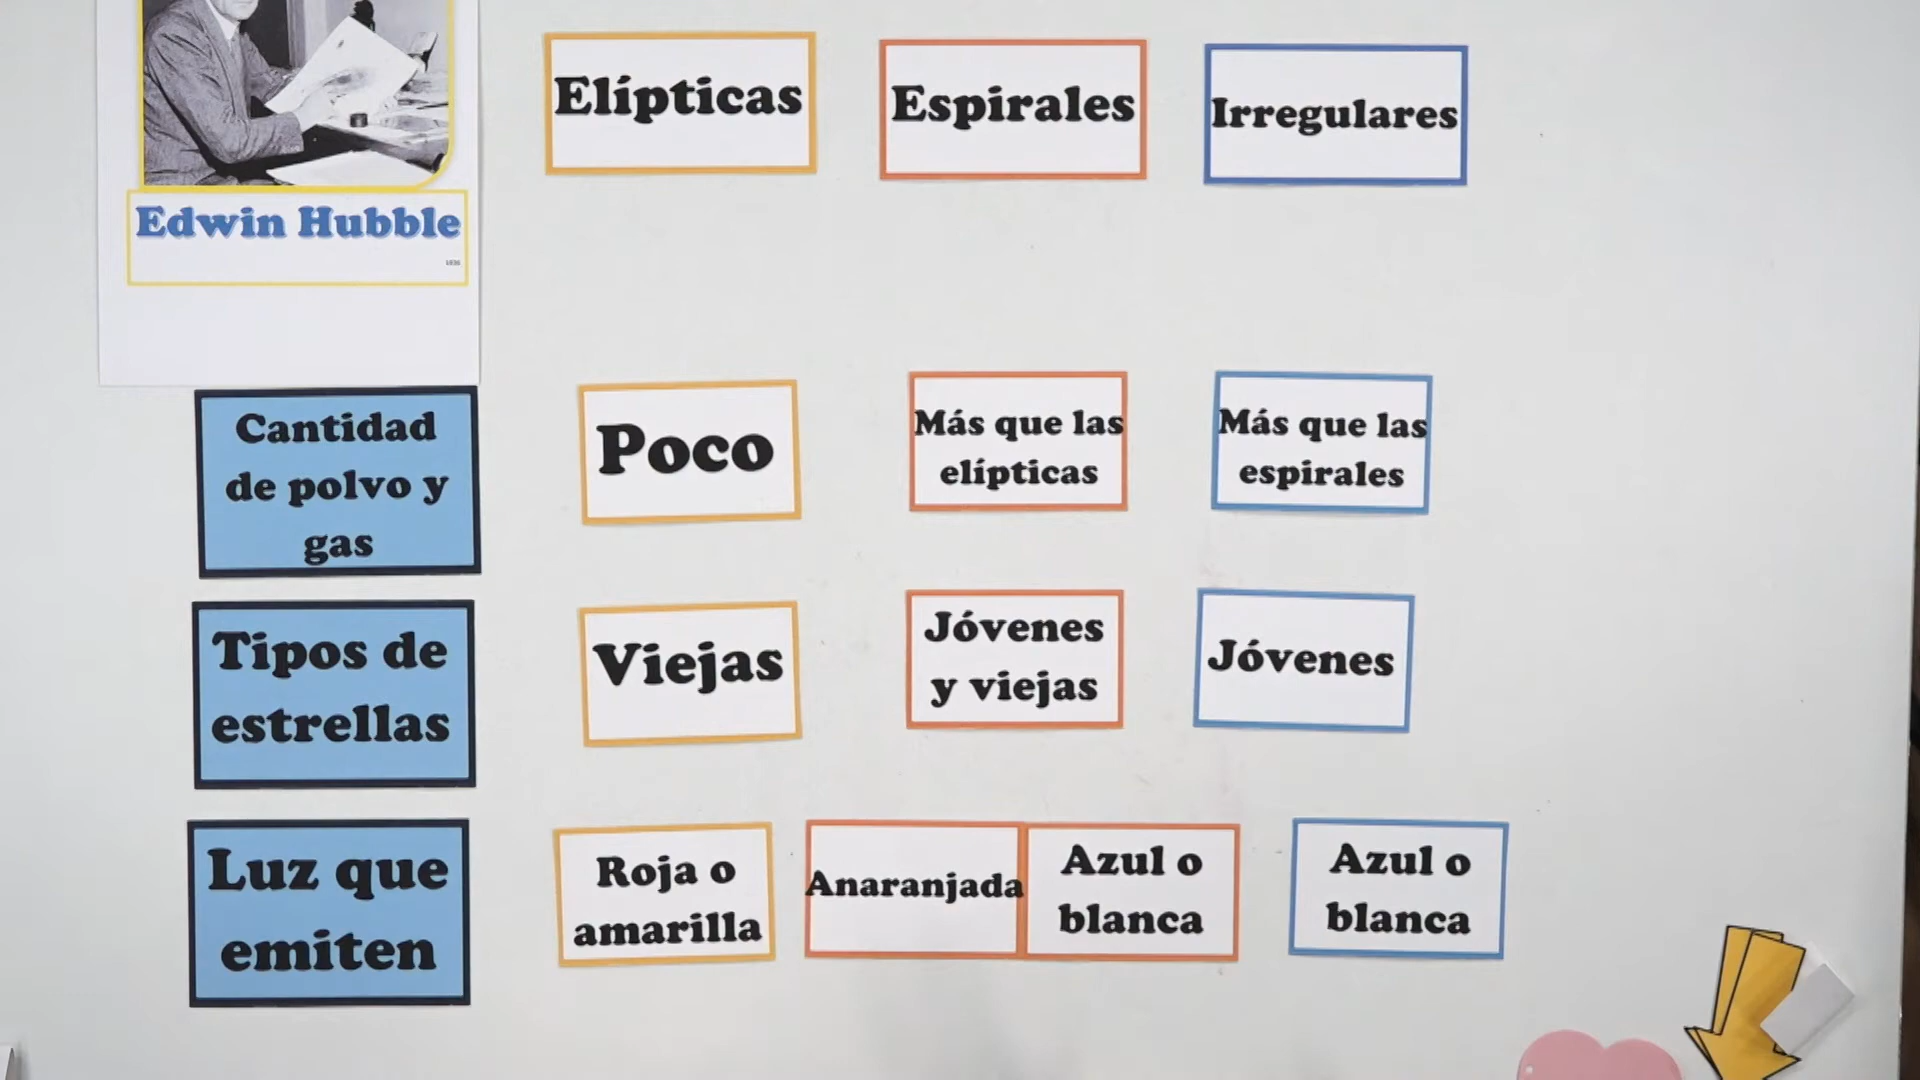 Edwin Hubble
1936
Elípticas
Espirales
Irregulares
Cantidad
de polvo y
gas
Poco
Más que las
elípticas
Más que las
espirales
Tipos de
estrellas
Viejas
Jóvenes
y viejas
Jóvenes
Luz que
emiten
Roja o
amarilla
Anaranjada
Azul o
blanca
Azul o
blanca